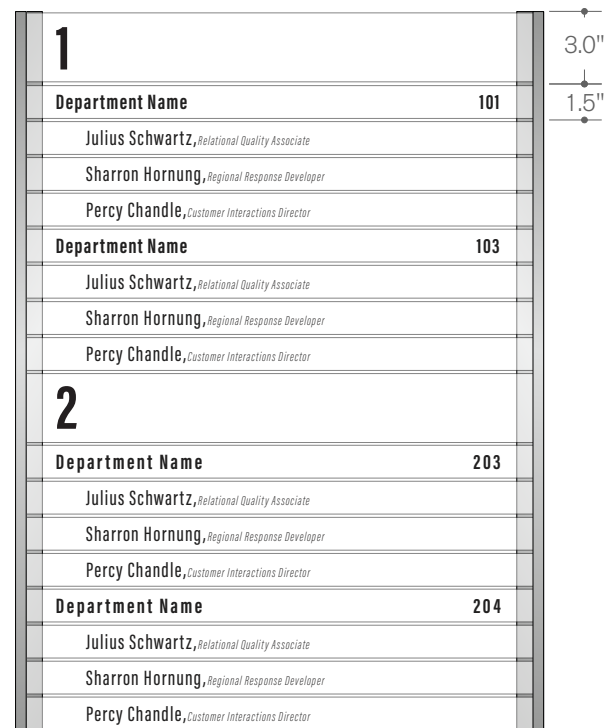 1
3.0"
Department Name 101
1.5"
Julius Schwartz, Relational Quality Associate
Sharron Hornung, Regional Response Developer
Percy Chandle, Customer Interactions Director
Department Name 103
Julius Schwartz, Relational Quality Associate
Sharron Hornung, Regional Response Developer
Percy Chandle, Customer Interactions Director
2
Department Name 203
Julius Schwartz, Relational Quality Associate
Sharron Hornung, Regional Response Developer
Percy Chandle, Customer Interactions Director
Department Name 204
Julius Schwartz, Relational Quality Associate
Sharron Hornung, Regional Response Developer
Percy Chandle, Customer Interactions Director